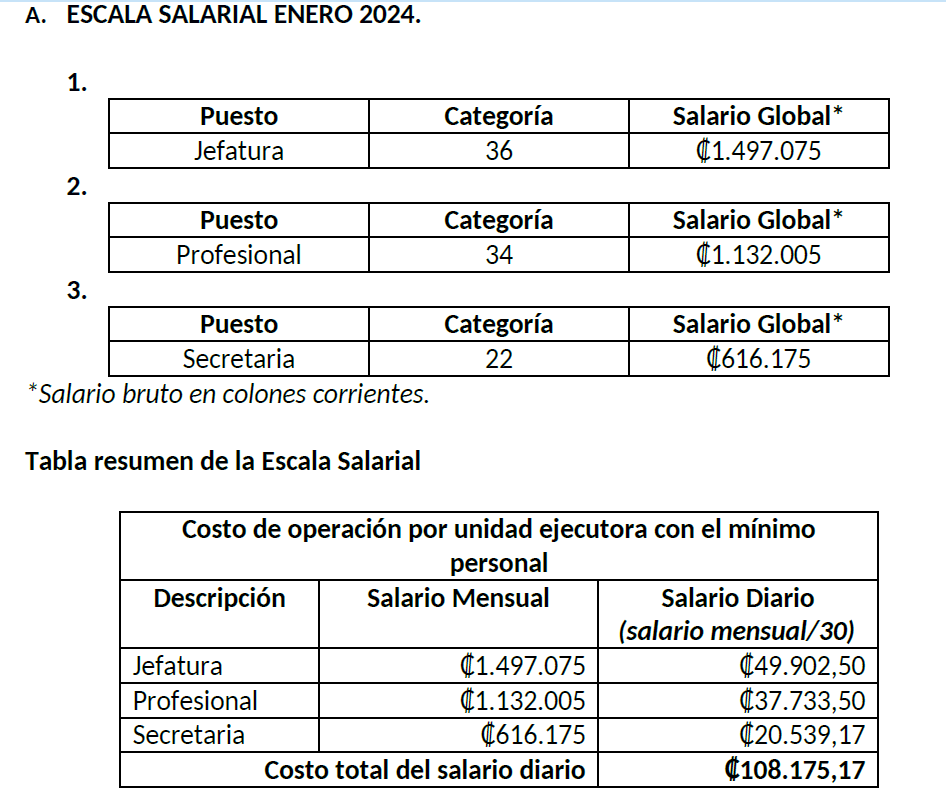 A. ESCALA SALARIAL ENERO 2024.
1.
Puesto Categoría Salario Global*
Jefatura 36 ₡1.497.075
2.
Puesto Categoría Salario Global*
Profesional 34 ₡1.132.005
3.
Puesto Categoría Salario Global*
Secretaria 22 ₡616.175
*Salario bruto en colones corrientes.
Tabla resumen de la Escala Salarial
Costo de operación por unidad ejecutora con el mínimo
personal
Descripción Salario Mensual Salario Diario
(salario mensual/30)
Jefatura ₡1.497.075 ₡49.902,50
Profesional ₡1.132.005 ₡37.733,50
Secretaria ₡616.175 ₡20.539,17
Costo total del salario diario ₡108.175,17